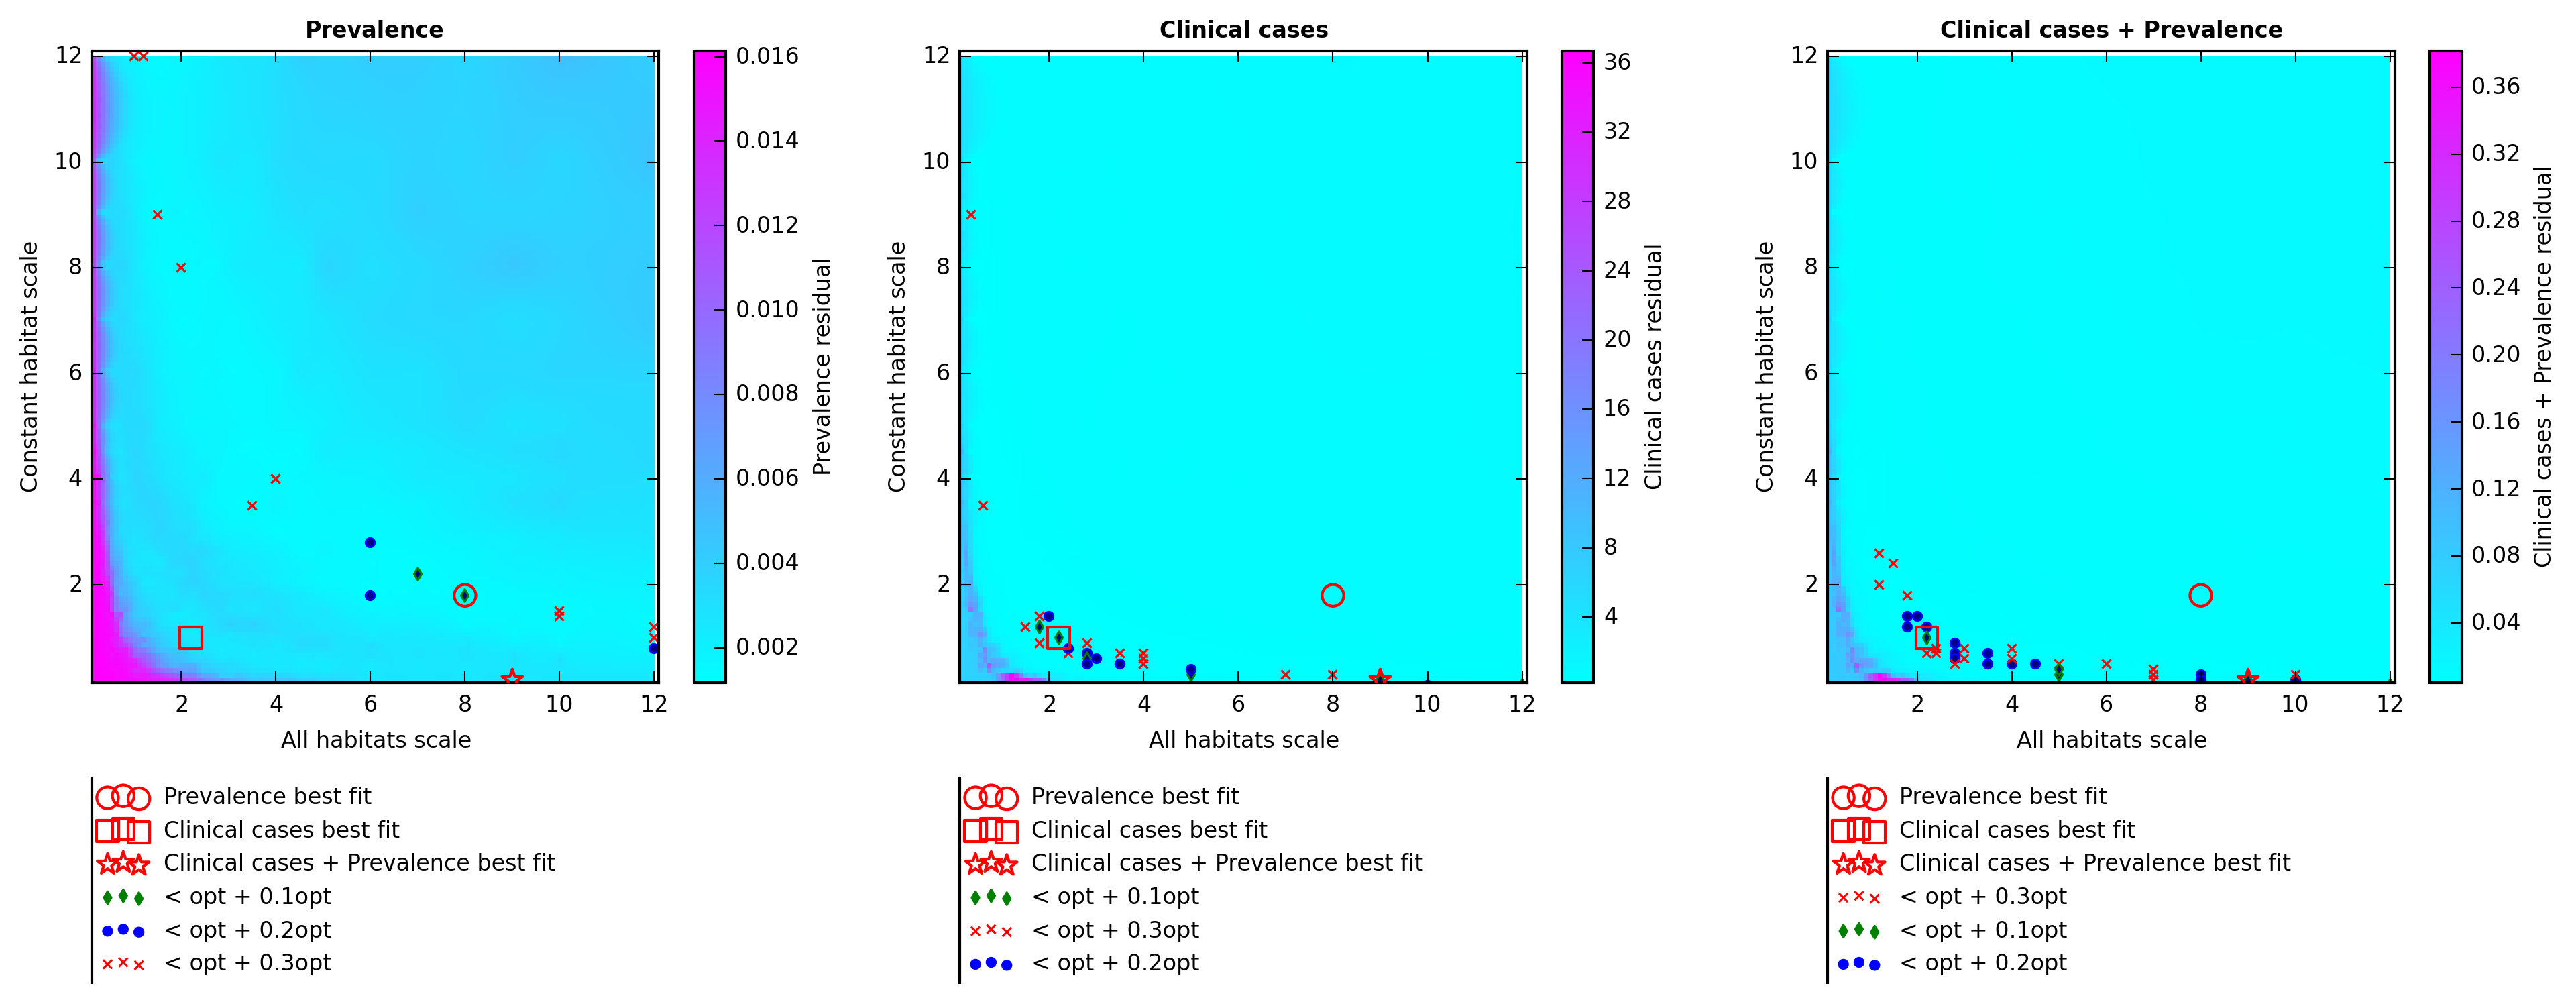 Prevalence
12
10
8
6
4
2
2 4 6 8 10 12
Constant habitat scale
All habitats scale
0.016
0.014
0.012
0.010
0.008
0.006
0.004
0.002
Prevalence residual
Prevalence best fit
Clinical cases best fit
Clinical cases + Prevalence best fit
< opt + 0.1opt
< opt + 0.2opt
< opt + 0.3opt
Clinical cases
12
10
8
6
4
2
2 4 6 8 10 12
Constant habitat scale
All habitats scale
36
32
28
24
20
16
12
8
4
Clinical cases residual
Prevalence best fit
Clinical cases best fit
Clinical cases + Prevalence best fit
< opt + 0.1opt
< opt + 0.3opt
< opt + 0.2opt
Clinical cases + Prevalence
12
10
8
6
4
2
2 4 6 8 10 12
Constant habitat scale
All habitats scale
0.36
0.32
0.28
0.24
0.20
0.16
0.12
0.08
0.04
Clinical cases + Prevalence residual
Prevalence best fit
Clinical cases best fit
Clinical cases + Prevalence best fit
< opt + 0.3opt
< opt + 0.1opt
< opt + 0.2opt